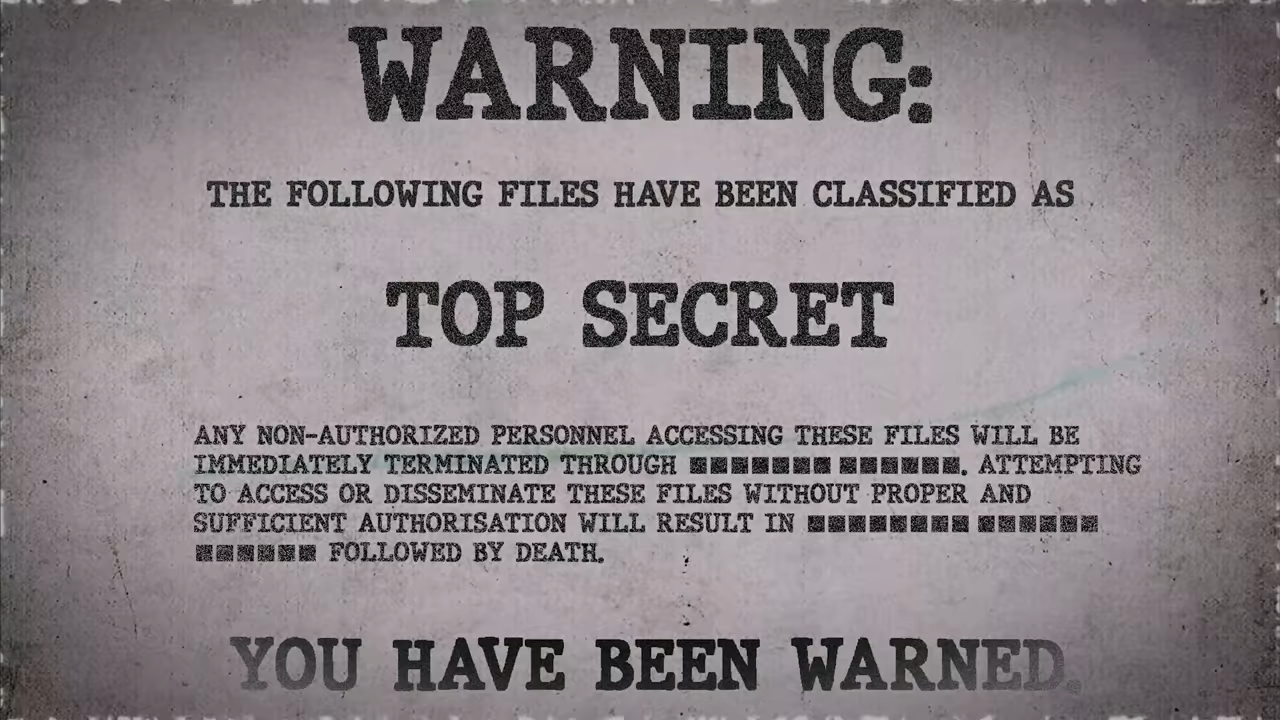 WARNING:
THE FOLLOWING FILES HAVE BEEN CLASSIFIED AS
TOP SECRET
ANY NON-AUTHORIZED PERSONNEL ACCESSING THESE FILES WILL BE
IMMEDIATELY TERMINATED THROUGH ■■■■■■■ ■■■■■■. ATTEMPTING
TO ACCESS OR DISSEMINATE THESE FILES WITHOUT PROPER AND
SUFFICIENT AUTHORISATION WILL RESULT IN ■■■■■■■■ ■■■■■■
■■■■■■ FOLLOWED BY DEATH.
YOU HAVE BEEN WARNED.